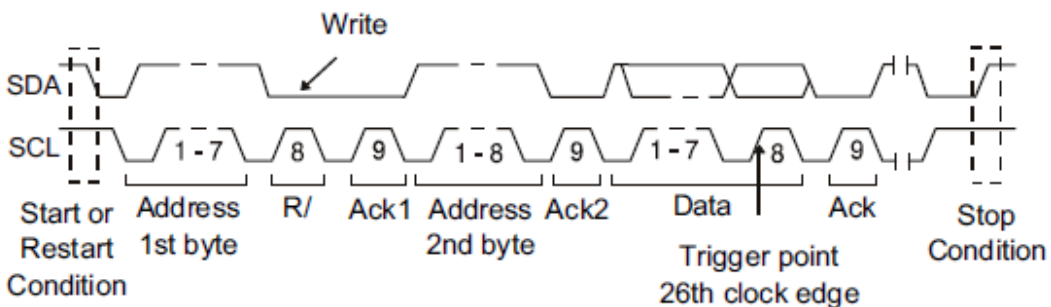 Write
SDA
SCL
1 - 7
8
9
1 - 8
9
1 - 7
8
9
Start or
Restart
Condition
Address
1st byte
R/
Ack1
Address
2nd byte
Ack2
Data
Ack
Stop
Condition
Trigger point
26th clock edge